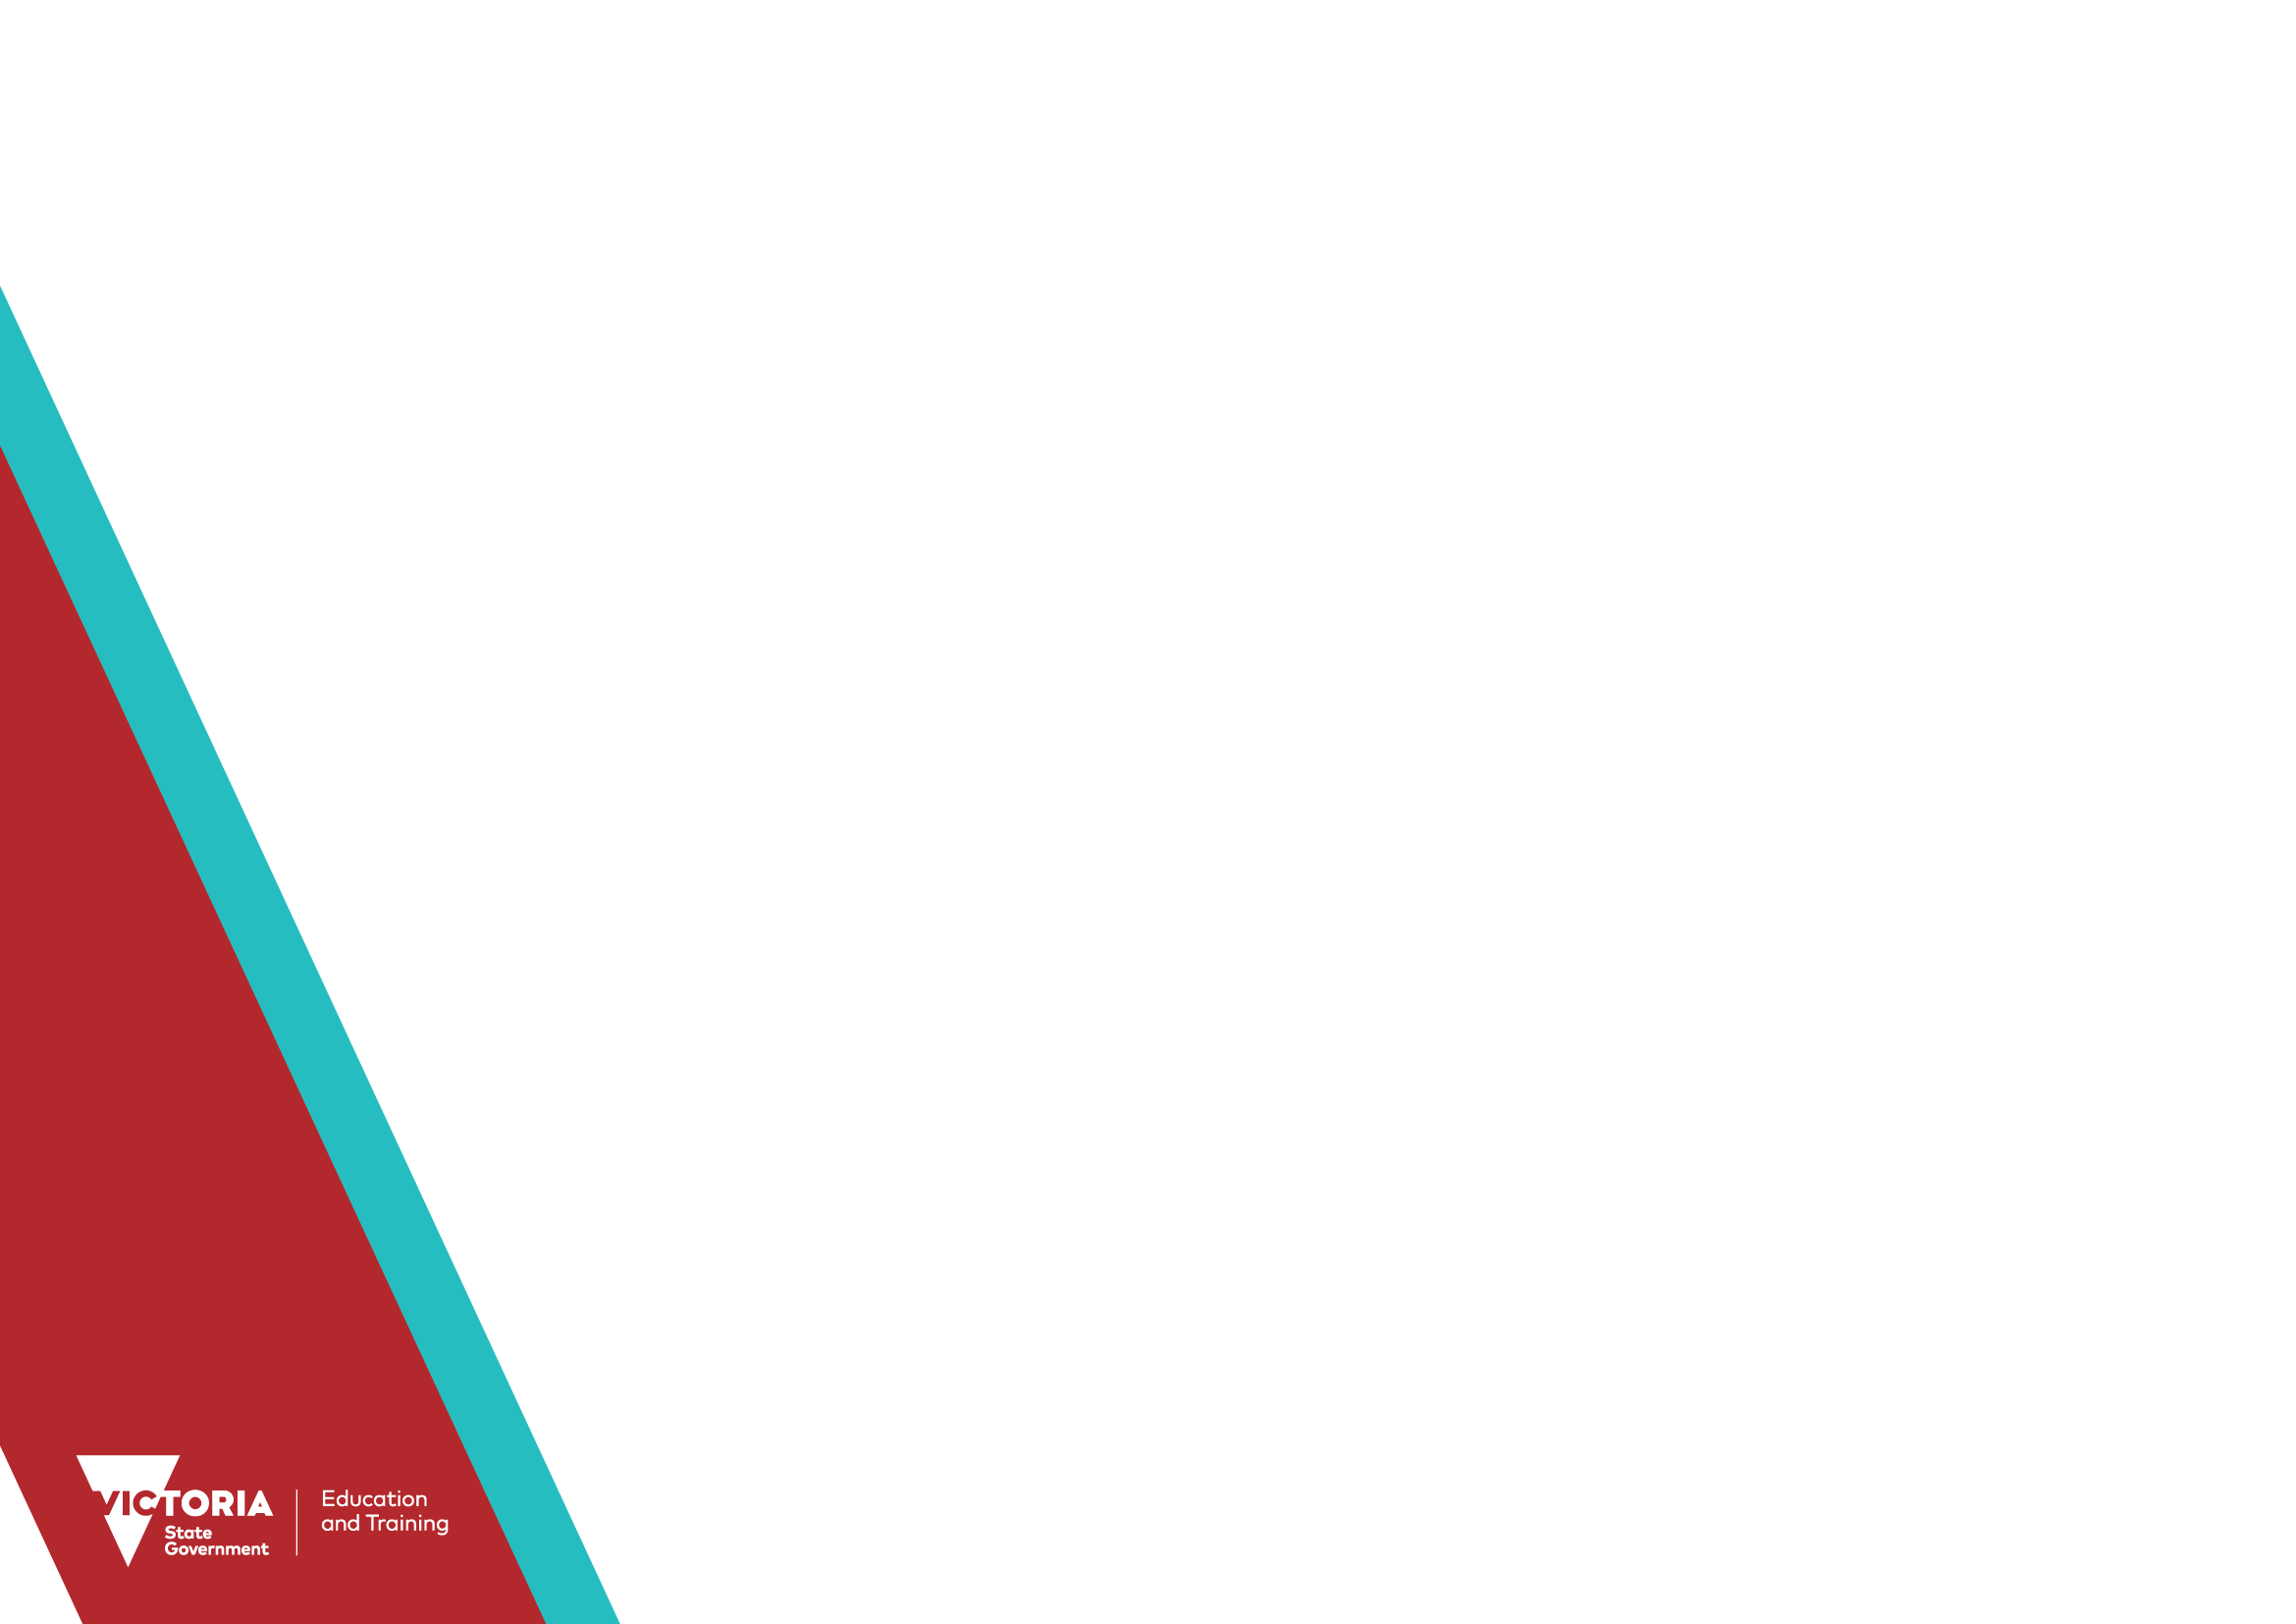 VICTORIA
State
Government
Education
and Training